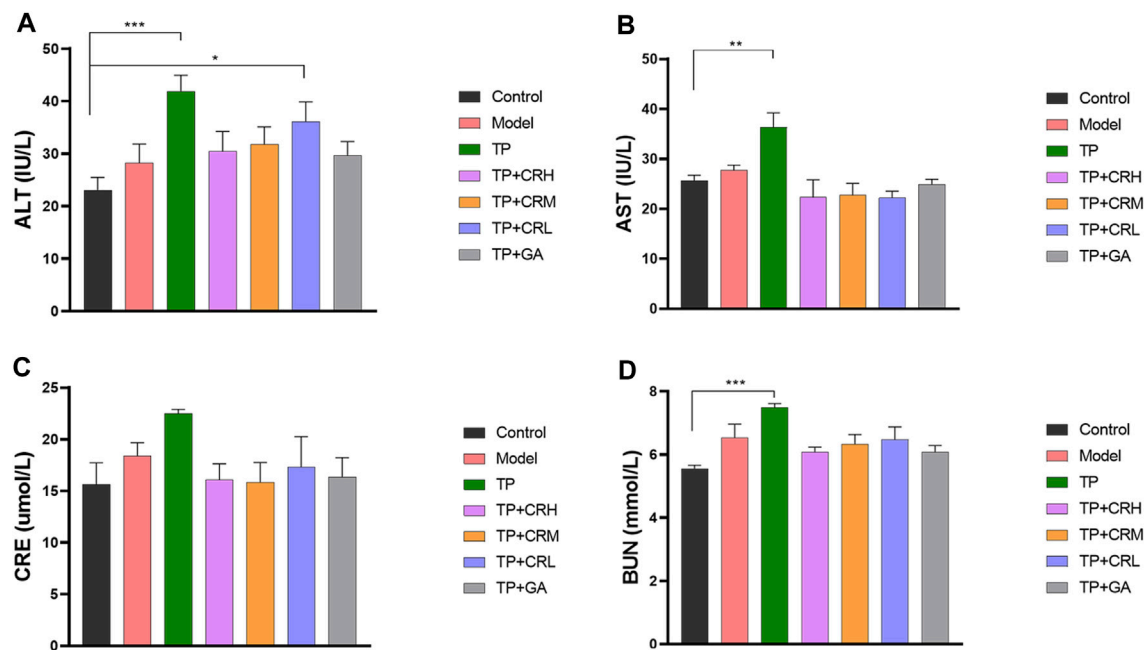 A
***
*
50
40
30
20
10
0
ALT (IU/L)
Control
Model
TP
TP+CRH
TP+CRM
TP+CRL
TP+GA
B
**
50
40
30
20
10
0
AST (IU/L)
Control
Model
TP
TP+CRH
TP+CRM
TP+CRL
TP+GA
C
25
20
15
10
5
0
CRE (umol/L)
Control
Model
TP
TP+CRH
TP+CRM
TP+CRL
TP+GA
D
***
8
6
4
2
0
BUN (mmol/L)
Control
Model
TP
TP+CRH
TP+CRM
TP+CRL
TP+GA